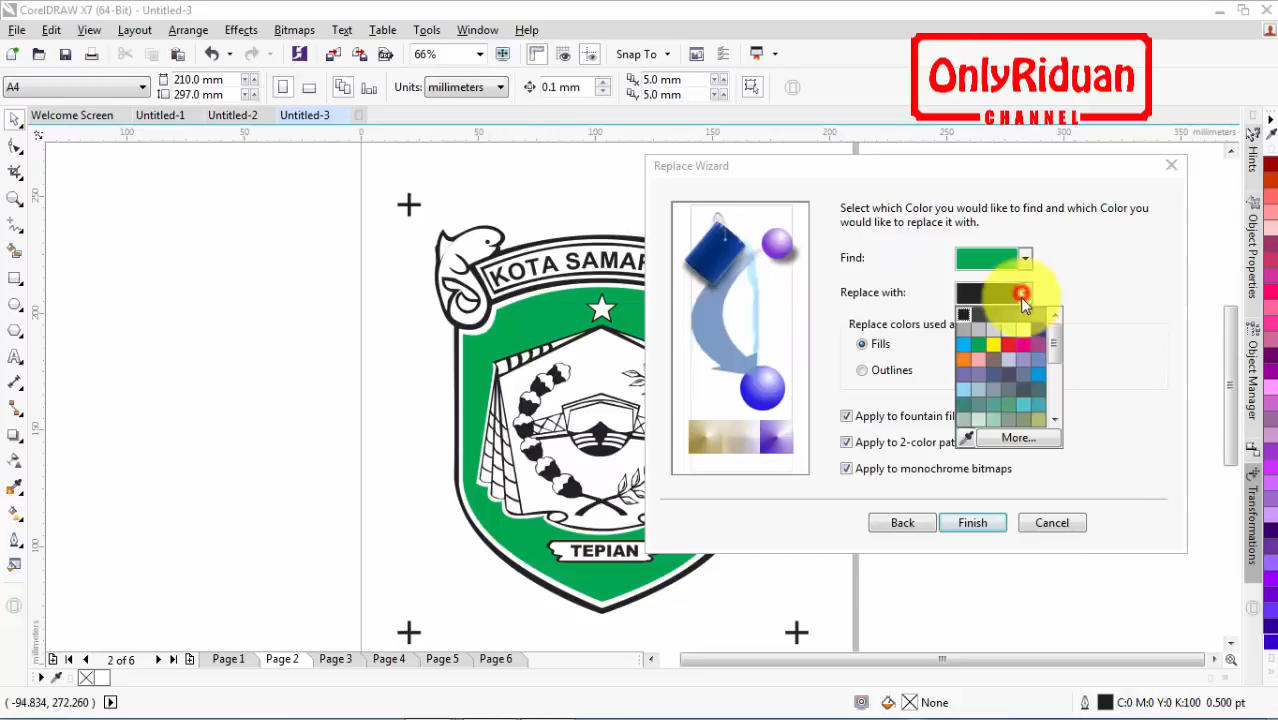 CorelDRAW X7 (64-Bit) - Untitled-3
File Edit View Layout Arrange Effects Bitmaps Text Table Tools Window Help
66% Snap To
A4 210.0 mm 297.0 mm Units: millimeters 0.1 mm 5.0 mm 5.0 mm
OnlyRiduan
CHANNEL
Welcome Screen Untitled-1 Untitled-2 Untitled-3
100 50 0 50 100 150 200 250 300 350 millimeters
Hints
Object Properties
Object Manager
Transformations
250
200
150
100
millimeters
KOTA SAMAR
TEPIAN
Replace Wizard
Select which Color you would like to find and which Color you
would like to replace it with.
Find:
Replace with:
Replace colors used a
Fills
Outlines
Apply to fountain fil
Apply to 2-color pat
More...
Apply to monochrome bitmaps
Back Finish Cancel
2 of 6 Page 1 Page 2 Page 3 Page 4 Page 5 Page 6
( -94.834, 272.260 ) None C:0 M:0 Y:0 K:100 0.500 pt